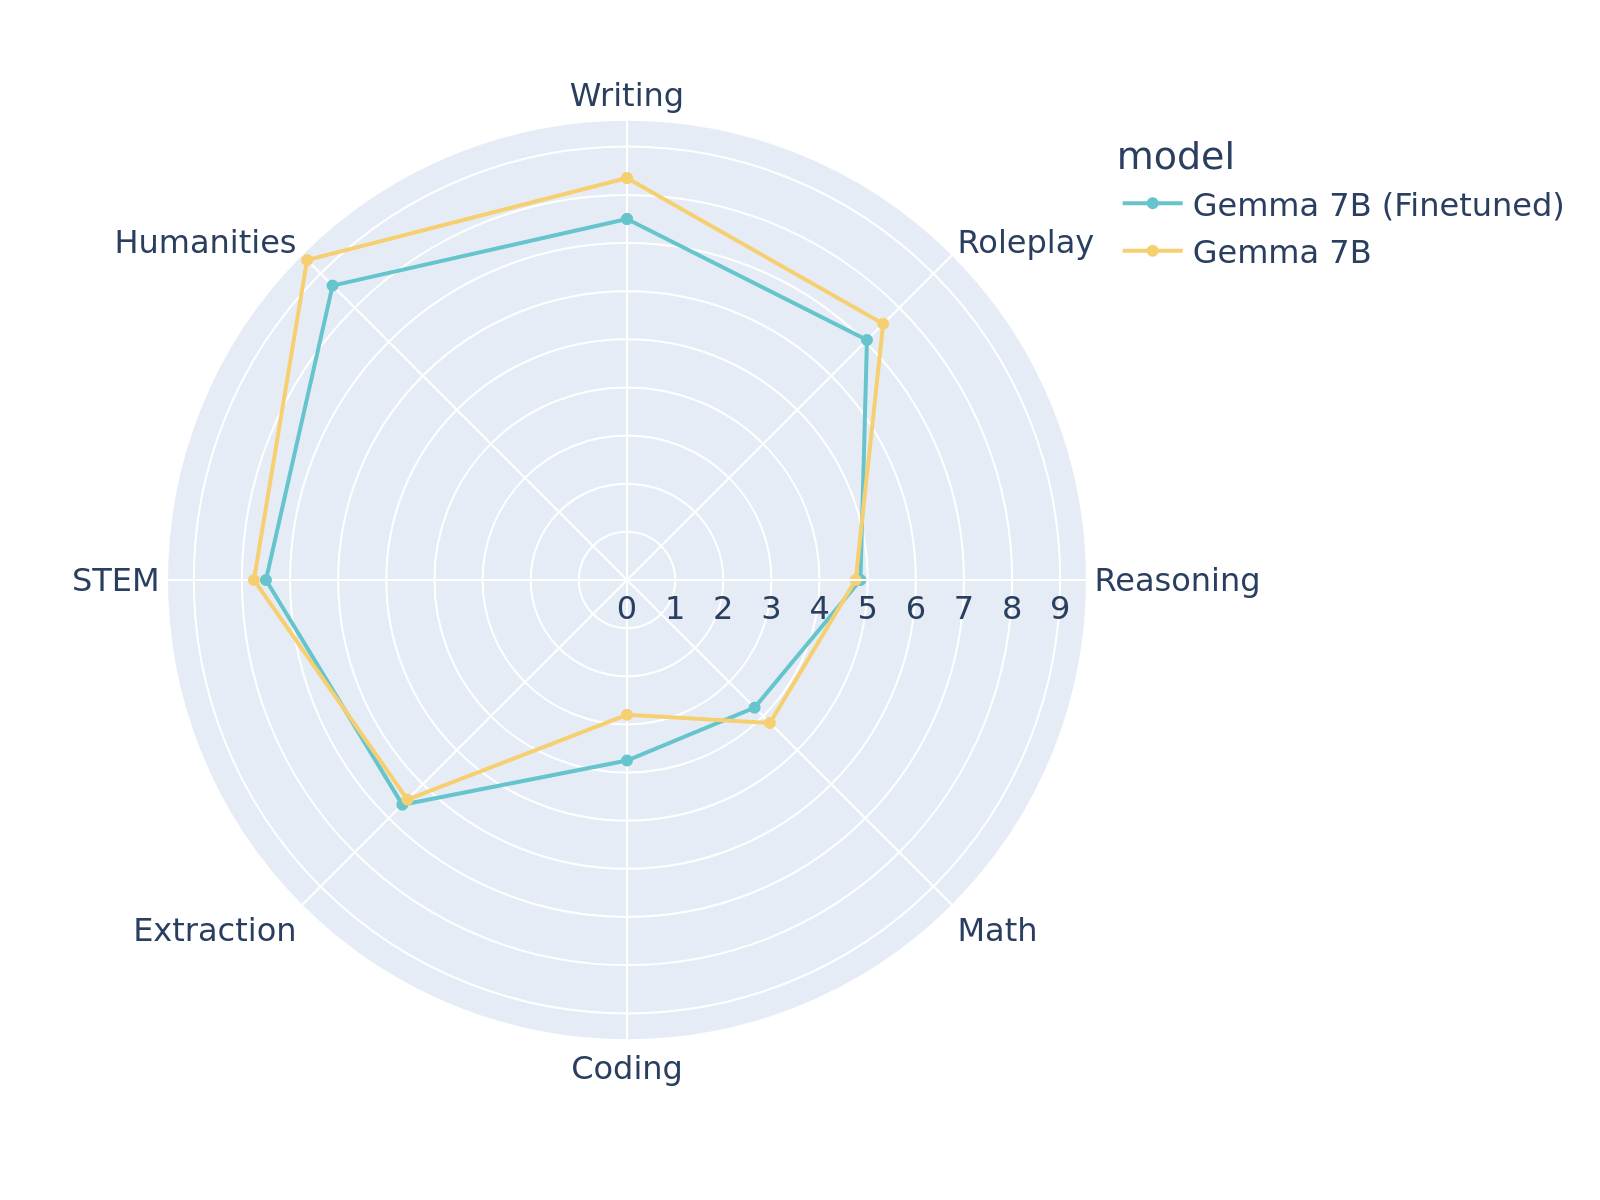 Writing
model
Gemma 7B (Finetuned)
Humanities
Roleplay
Gemma 7B
STEM
Reasoning
0 1 2 3 4 5 6 7 8 9
Extraction
Math
Coding